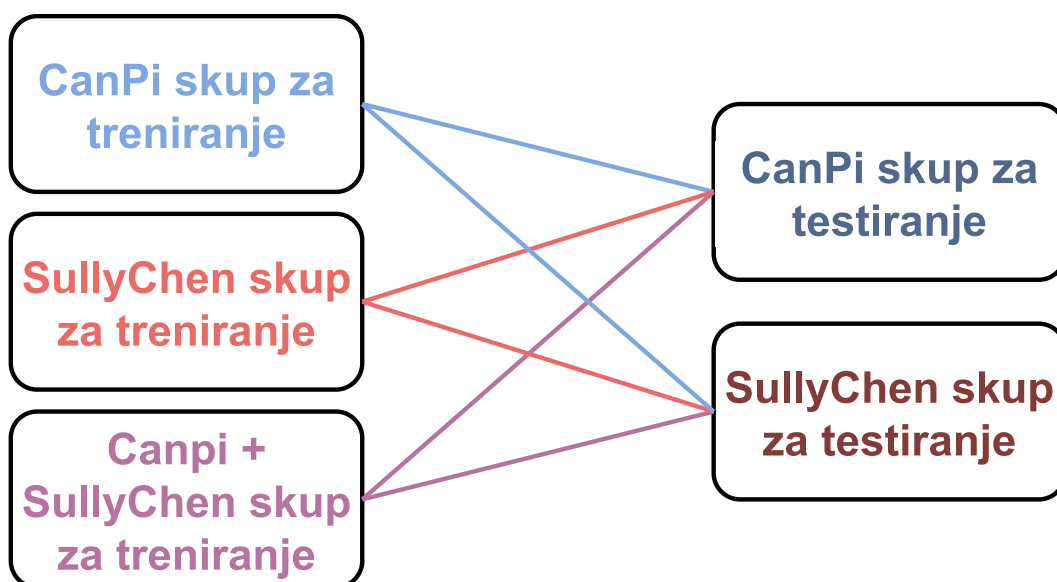 CanPi skup za
treniranje
SullyChen skup
za treniranje
Canpi +
SullyChen skup
za treniranje
CanPi skup za
testiranje
SullyChen skup
za testiranje